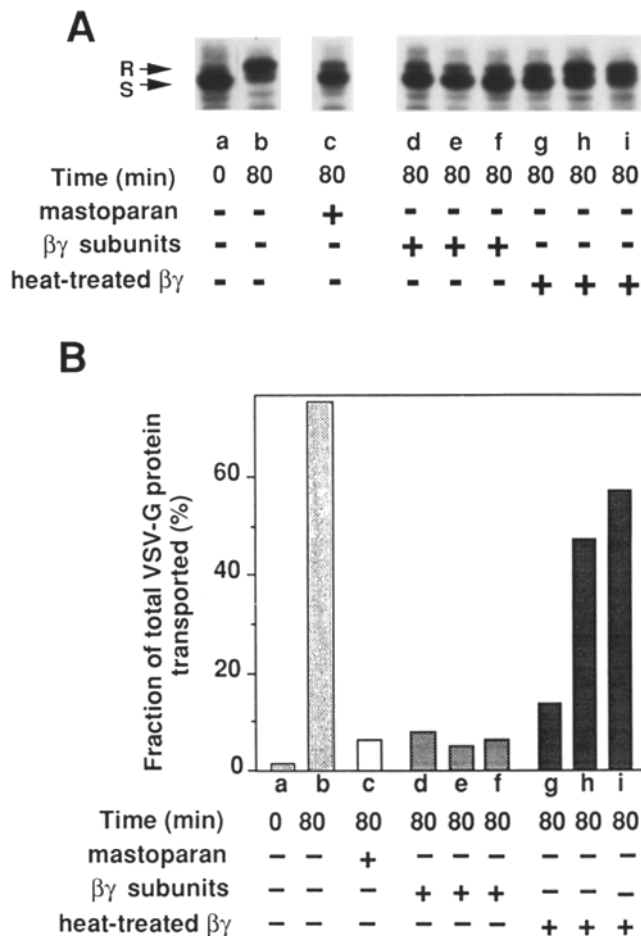 A
R
S
a b c d e f g h i
Time (min) 0 80 80 80 80 80 80 80 80
mastoparan - - + - - - - - -
βγ subunits - - - + + + - - -
heat-treated βγ - - - - - - + + +
B
Fraction of total VSV-G protein
transported (%)
60
40
20
0
a b c d e f g h i
Time (min) 0 80 80 80 80 80 80 80 80
mastoparan – – + – – – – – –
βγ subunits – – – + + + – – –
heat-treated βγ – – – – – – + + +